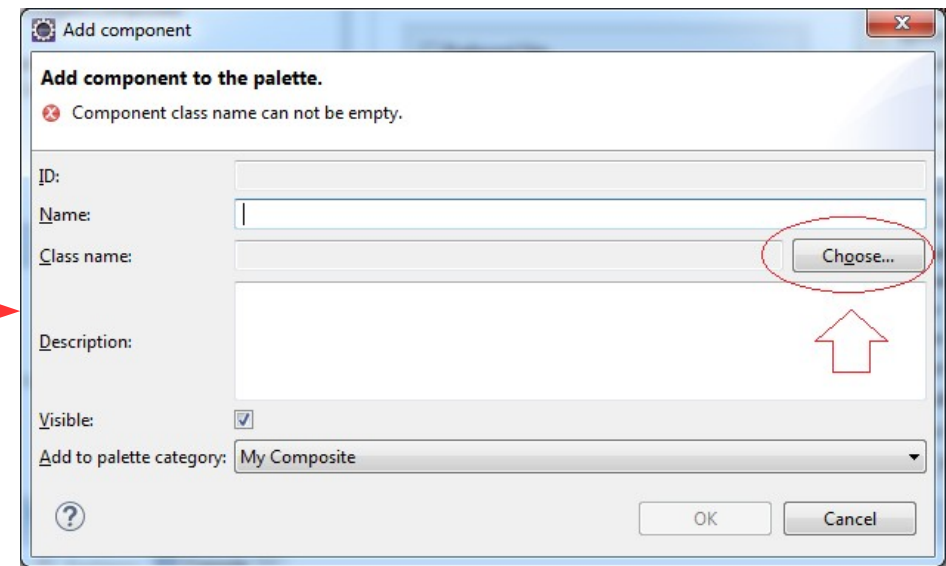 Add component
Add component to the palette.
Component class name can not be empty.
ID:
Name:
Class name:
Choose...
Description:
Visible:
Add to palette category: My Composite
OK Cancel